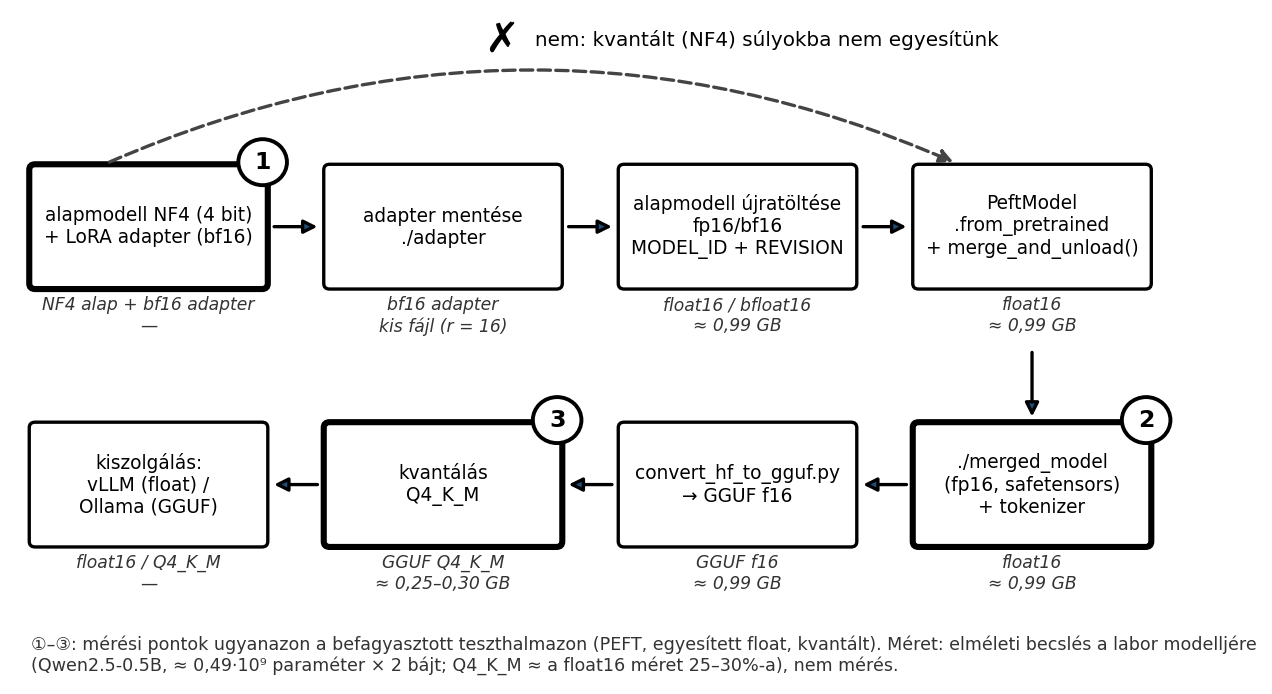 ✗ nem: kvantált (NF4) súlyokba nem egyesítünk
1
alapmodell NF4 (4 bit)
+ LoRA adapter (bf16)
NF4 alap + bf16 adapter
—
adapter mentése
./adapter
bf16 adapter
kis fájl (r = 16)
alapmodell újratöltése
fp16/bf16
MODEL_ID + REVISION
float16 / bfloat16
≈ 0,99 GB
PeftModel
.from_pretrained
+ merge_and_unload()
float16
≈ 0,99 GB
2
./merged_model
(fp16, safetensors)
+ tokenizer
float16
≈ 0,99 GB
convert_hf_to_gguf.py
→ GGUF f16
GGUF f16
≈ 0,99 GB
3
kvantálás
Q4_K_M
GGUF Q4_K_M
≈ 0,25–0,30 GB
kiszolgálás:
vLLM (float) /
Ollama (GGUF)
float16 / Q4_K_M
—
①–③: mérési pontok ugyanazon a befagyasztott teszthalmazon (PEFT, egyesített float, kvantált). Méret: elméleti becslés a labor modelljére
(Qwen2.5-0.5B, ≈ 0,49·10⁹ paraméter × 2 bájt; Q4_K_M ≈ a float16 méret 25–30%-a), nem mérés.